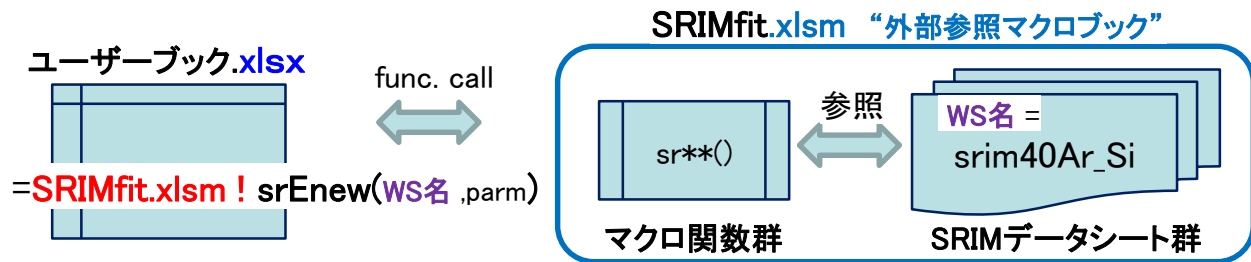 SRIMfit.xlsm “外部参照マクロブック”
ユーザーブック.xlsx
func. call
=SRIMfit.xlsm ! srEnew(WS名 ,parm)
sr**()
参照
WS名 =
srim40Ar_Si
マクロ関数群
SRIMデータシート群